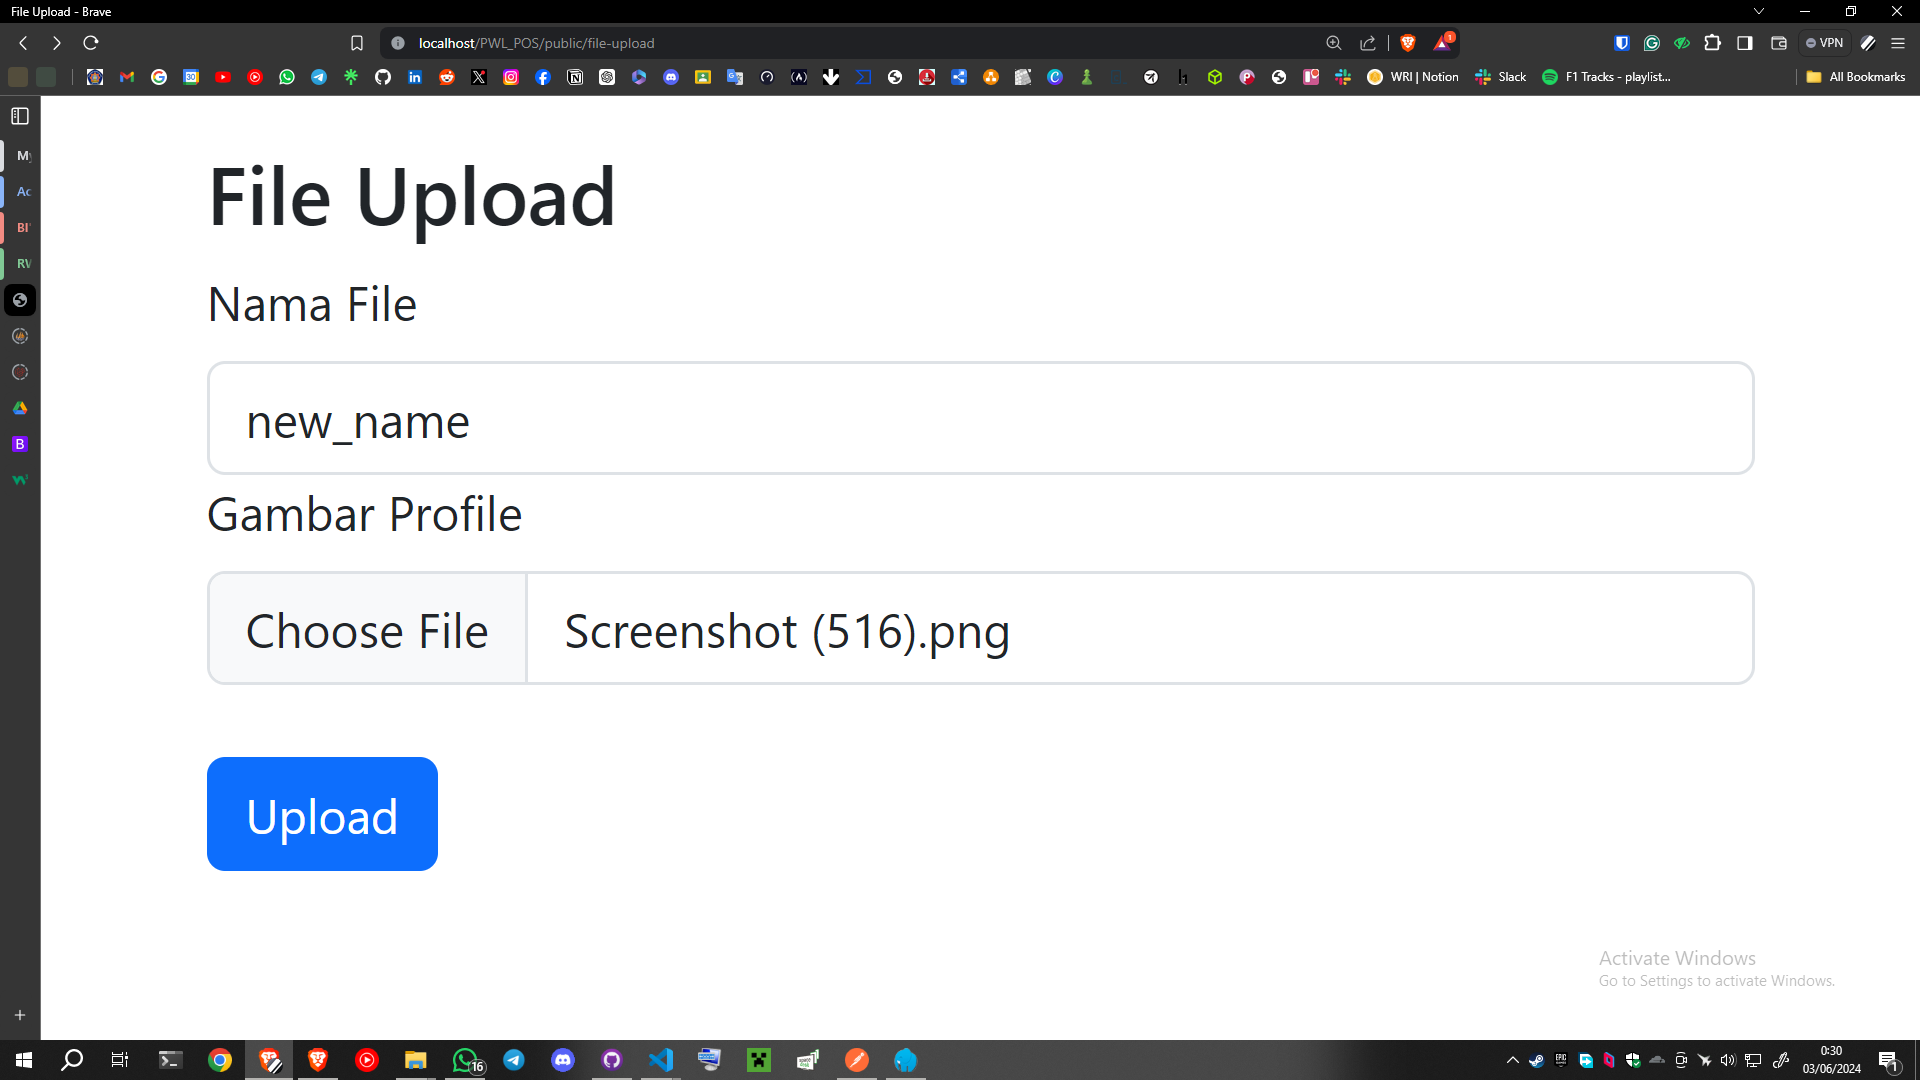 File Upload - Brave
localhost/PWL_POS/public/file-upload
1
VPN
WRI | Notion
Slack
F1 Tracks - playlist...
All Bookmarks
File Upload
Nama File
new_name
Gambar Profile
Choose File
Screenshot (516).png
Upload
Activate Windows
Go to Settings to activate Windows.
16
0:30
03/06/2024
1